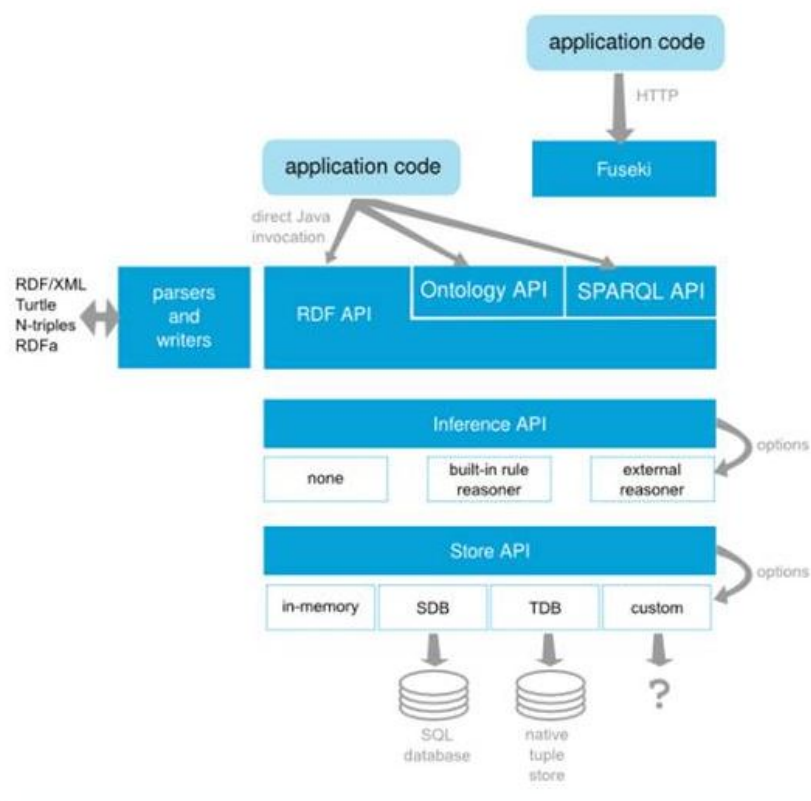 application code
HTTP
Fuseki
application code
direct Java
invocation
RDF/XML
Turtle
N-triples
RDFa
parsers
and
writers
RDF API
Ontology API
SPARQL API
Inference API
options
none
built-in rule
reasoner
external
reasoner
Store API
options
in-memory
SDB
TDB
custom
SQL
database
native
tuple
store
?